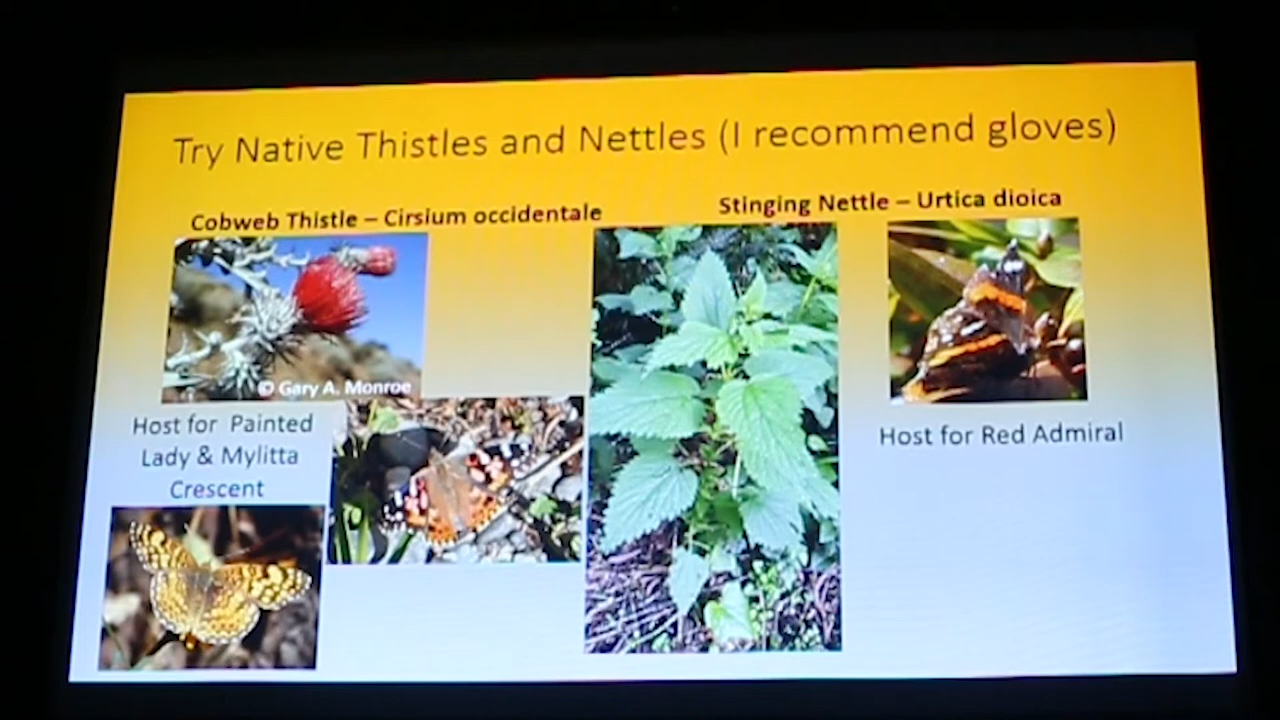 Try Native Thistles and Nettles (I recommend gloves)
Cobweb Thistle – Cirsium occidentale
© Gary A. Monroe
Host for Painted
Lady & Mylitta
Crescent
Stinging Nettle – Urtica dioica
Host for Red Admiral